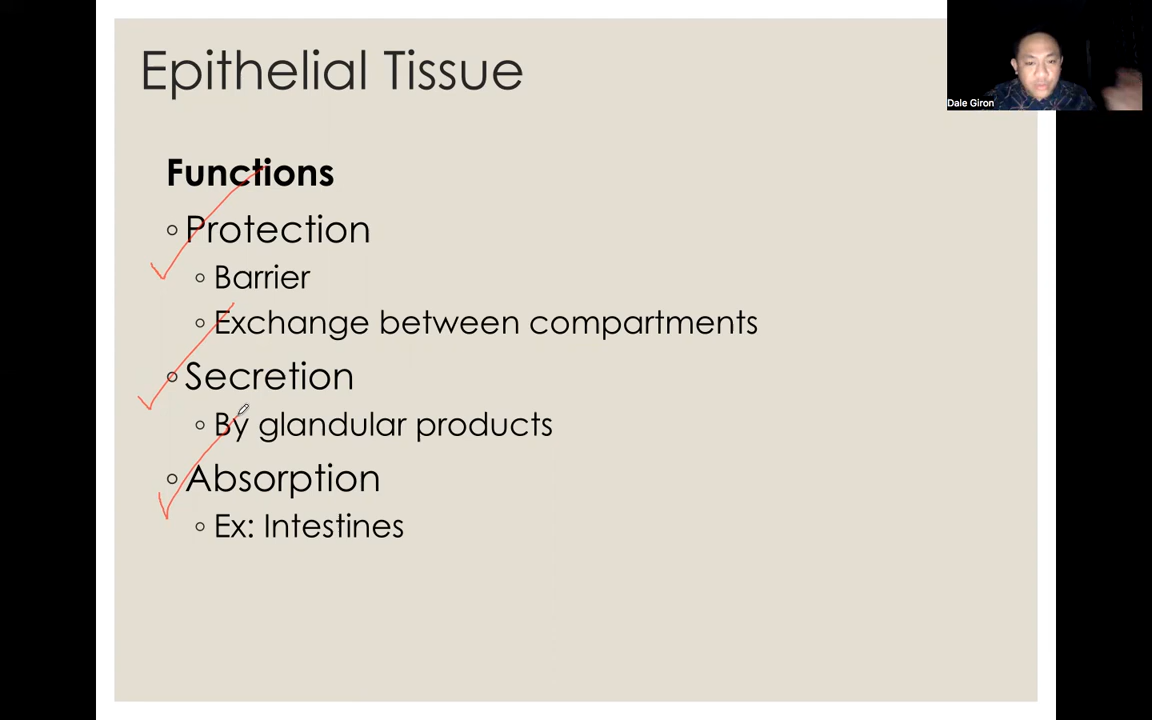 Epithelial Tissue
Dale Giron
Functions
◦ Protection
◦ Barrier
◦ Exchange between compartments
◦ Secretion
◦ By glandular products
◦ Absorption
◦ Ex: Intestines